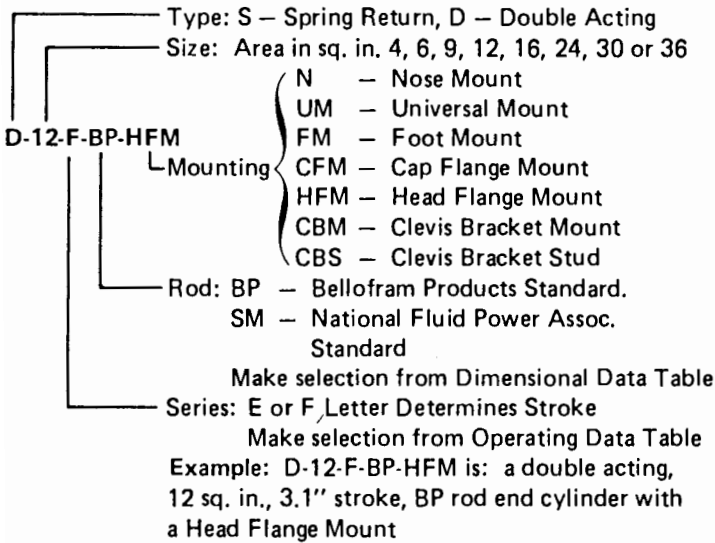 Type: S – Spring Return, D – Double Acting
Size: Area in sq. in. 4, 6, 9, 12, 16, 24, 30 or 36
N – Nose Mount
UM – Universal Mount
D-12-F-BP-HFM
FM – Foot Mount
Mounting
CFM – Cap Flange Mount
HFM – Head Flange Mount
CBM – Clevis Bracket Mount
CBS – Clevis Bracket Stud
Rod: BP – Bellofram Products Standard.
SM – National Fluid Power Assoc.
Standard
Make selection from Dimensional Data Table
Series: E or F, Letter Determines Stroke
Make selection from Operating Data Table
Example: D-12-F-BP-HFM is: a double acting,
12 sq. in., 3.1" stroke, BP rod end cylinder with
a Head Flange Mount